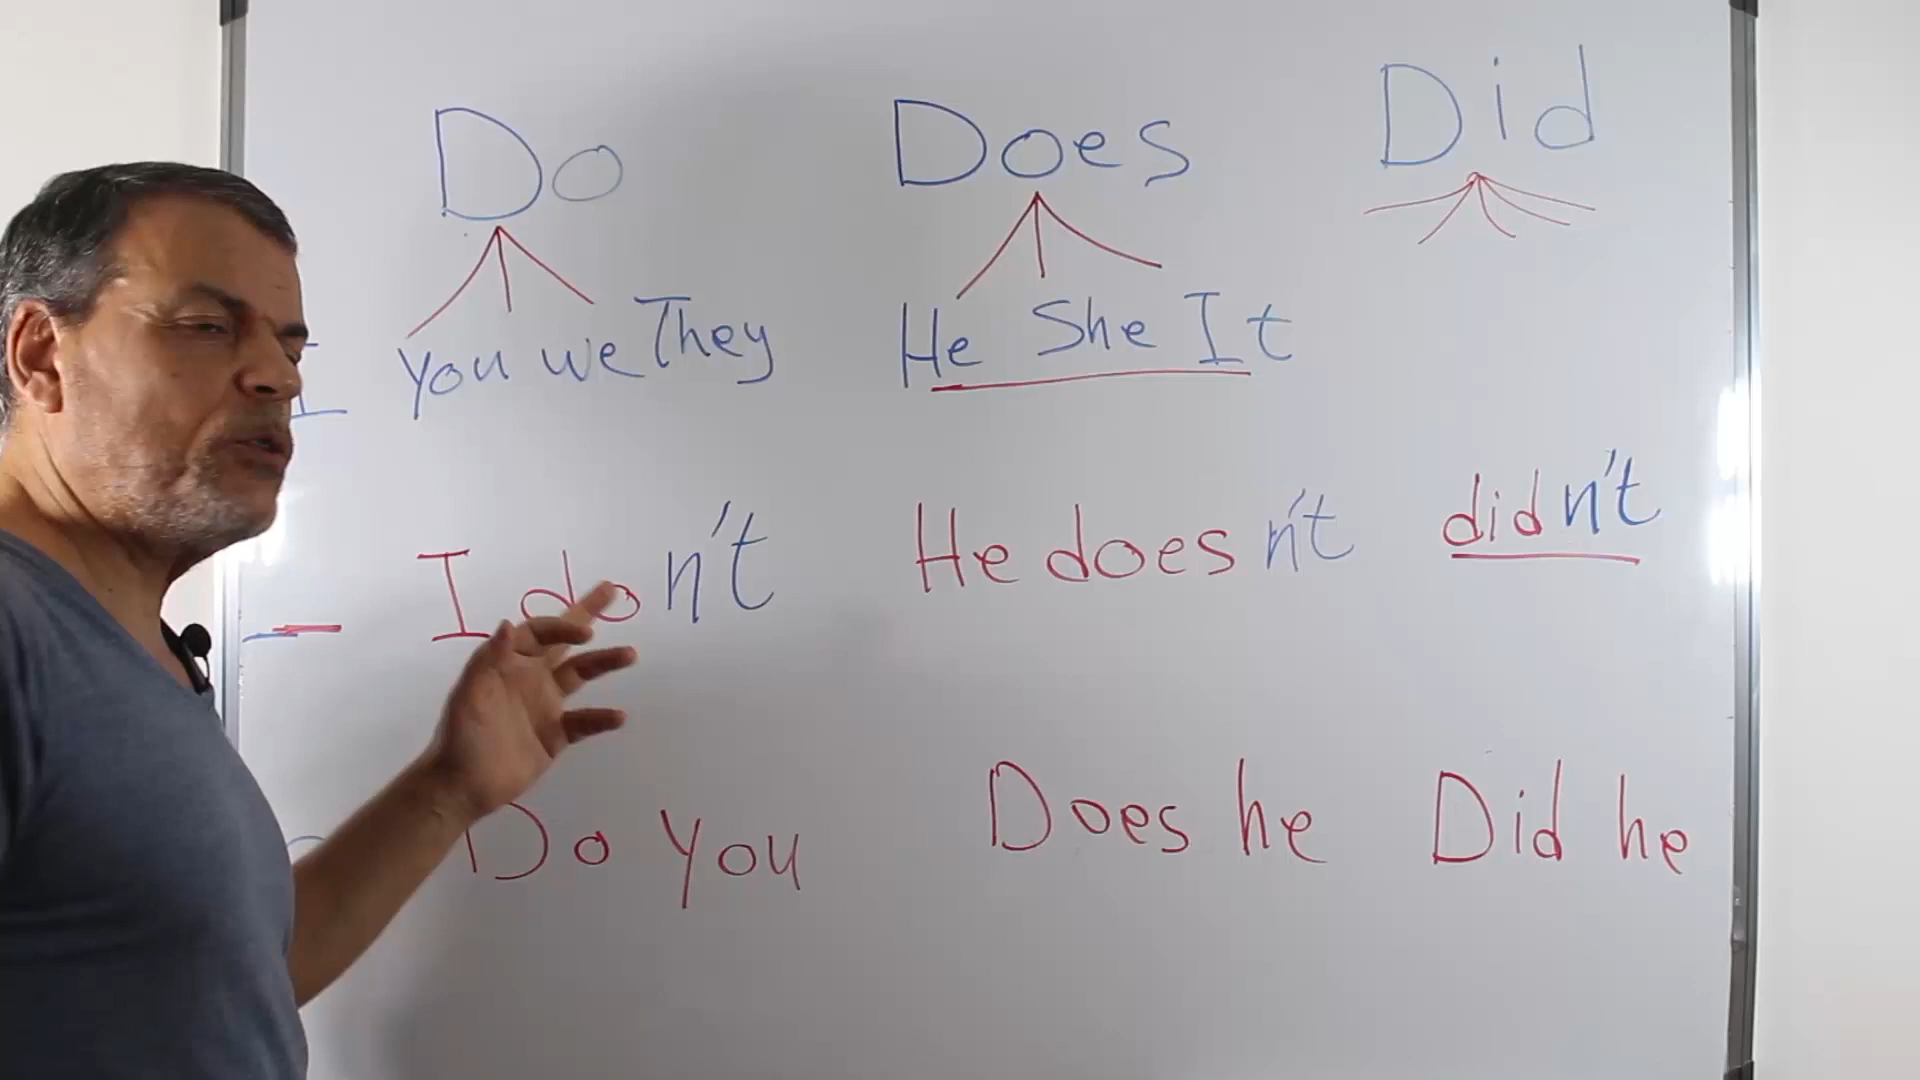 Do Does Did
I you we They He She It
I don't He doesn't didn't
Do you Does he Did he